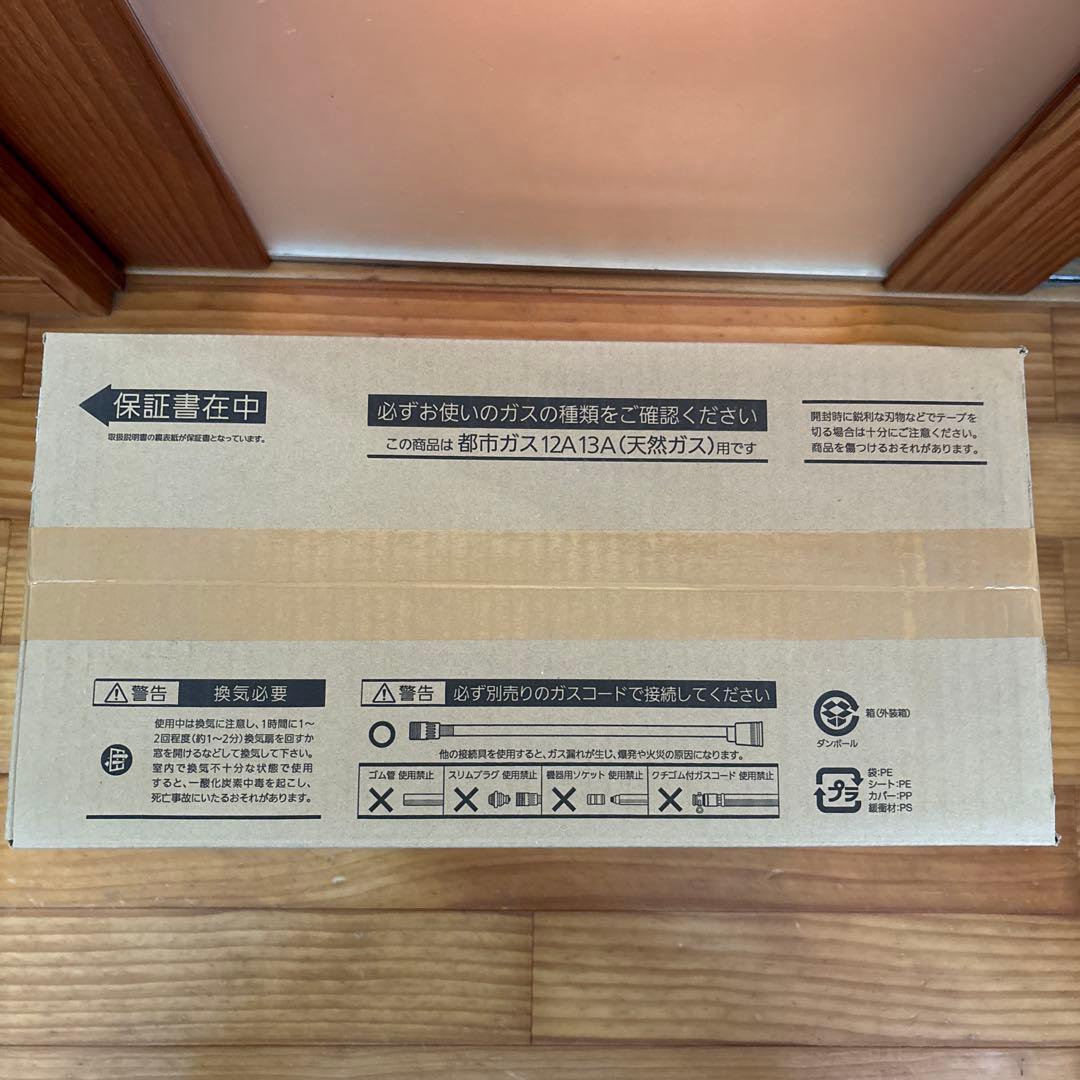 保証書在中
取扱説明書の裏表紙が保証書となっています。
必ずお使いのガスの種類をご確認ください
この商品は 都市ガス12A13A(天然ガス)用です
開封時に鋭利な刃物などでテープを
切る場合は十分にご注意ください。
商品を傷つけるおそれがあります。
警告 換気必要
使用中は換気に注意し、1時間に1〜
2回程度(約1〜2分)換気扇を回すか
窓を開けるなどして換気して下さい。
室内で換気不十分な状態で使用
すると、一酸化炭素中毒を起こし、
死亡事故にいたるおそれがあります。
警告 必ず別売りのガスコードで接続してください
他の接続具を使用すると、ガス漏れが生じ、爆発や火災の原因になります。
ゴム管 使用禁止
スリムプラグ 使用禁止
機器用ソケット 使用禁止
クチゴム付ガスコード 使用禁止
ダンボール
箱(外装箱)
プラ
袋:PE
シート:PE
カバー:PP
緩衝材:PS